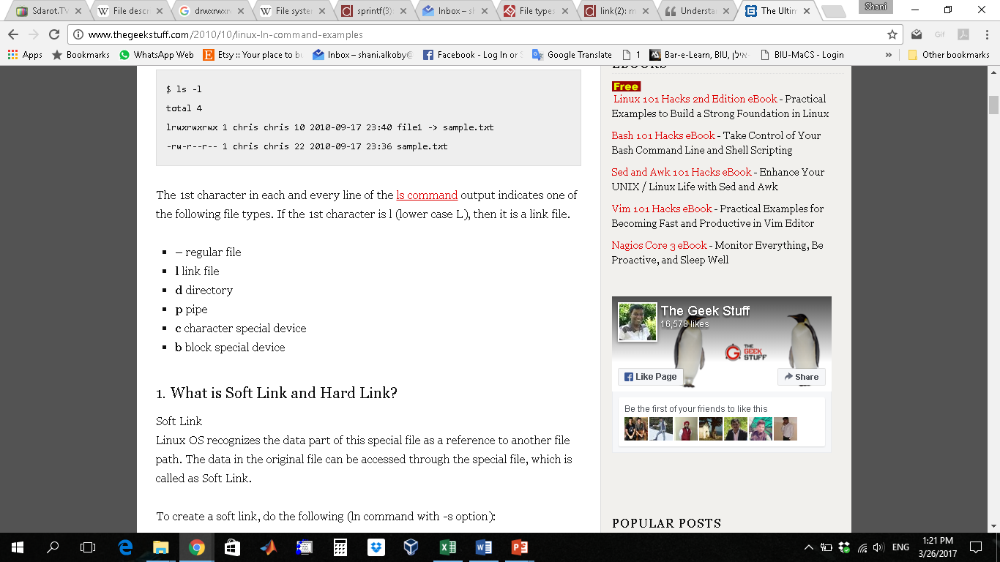 Sdarot.TV
File descr
drwxrwxr
File syste
sprintf(3)
Inbox – sh
File types
link(2): m
Understa
The Ultim
Shani
www.thegeekstuff.com/2010/10/linux-ln-command-examples
Apps
Bookmarks
WhatsApp Web
Etsy :: Your place to bu
Inbox – shani.alkoby@
Facebook - Log In or S
Google Translate
1
Bar-e-Learn, BIU,
BIU-MaCS - Login
»
Other bookmarks
$ ls -l
total 4
lrwxrwxrwx 1 chris chris 10 2010-09-17 23:40 file1 -> sample.txt
-rw-r--r-- 1 chris chris 22 2010-09-17 23:36 sample.txt
The 1st character in each and every line of the ls command output indicates one of
the following file types. If the 1st character is l (lower case L), then it is a link file.
– regular file
l link file
d directory
p pipe
c character special device
b block special device
1. What is Soft Link and Hard Link?
Soft Link
Linux OS recognizes the data part of this special file as a reference to another file
path. The data in the original file can be accessed through the special file, which is
called as Soft Link.
To create a soft link, do the following (ln command with -s option):
EBOOKS
Free
Linux 101 Hacks 2nd Edition eBook - Practical
Examples to Build a Strong Foundation in Linux
Bash 101 Hacks eBook - Take Control of Your
Bash Command Line and Shell Scripting
Sed and Awk 101 Hacks eBook - Enhance Your
UNIX / Linux Life with Sed and Awk
Vim 101 Hacks eBook - Practical Examples for
Becoming Fast and Productive in Vim Editor
Nagios Core 3 eBook - Monitor Everything, Be
Proactive, and Sleep Well
The Geek Stuff
16,578 likes
THE
GEEK
STUFF
Like Page
Share
Be the first of your friends to like this
POPULAR POSTS
ENG
1:21 PM
3/26/2017